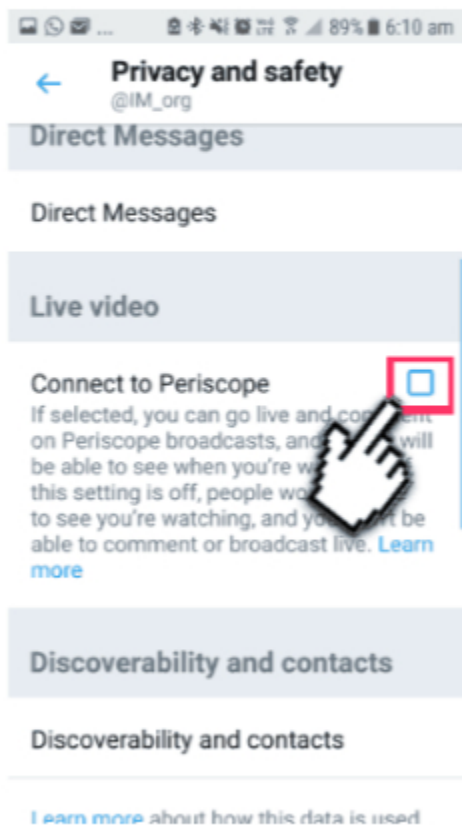 ... 89% 6:10 am
Privacy and safety
@IM_org
Direct Messages
Direct Messages
Live video
Connect to Periscope
If selected, you can go live and comment
on Periscope broadcasts, and will
be able to see when you're
this setting is off, people
to see you're watching, and be
able to comment or broadcast live. Learn
more
Discoverability and contacts
Discoverability and contacts
Learn more about how this data is used